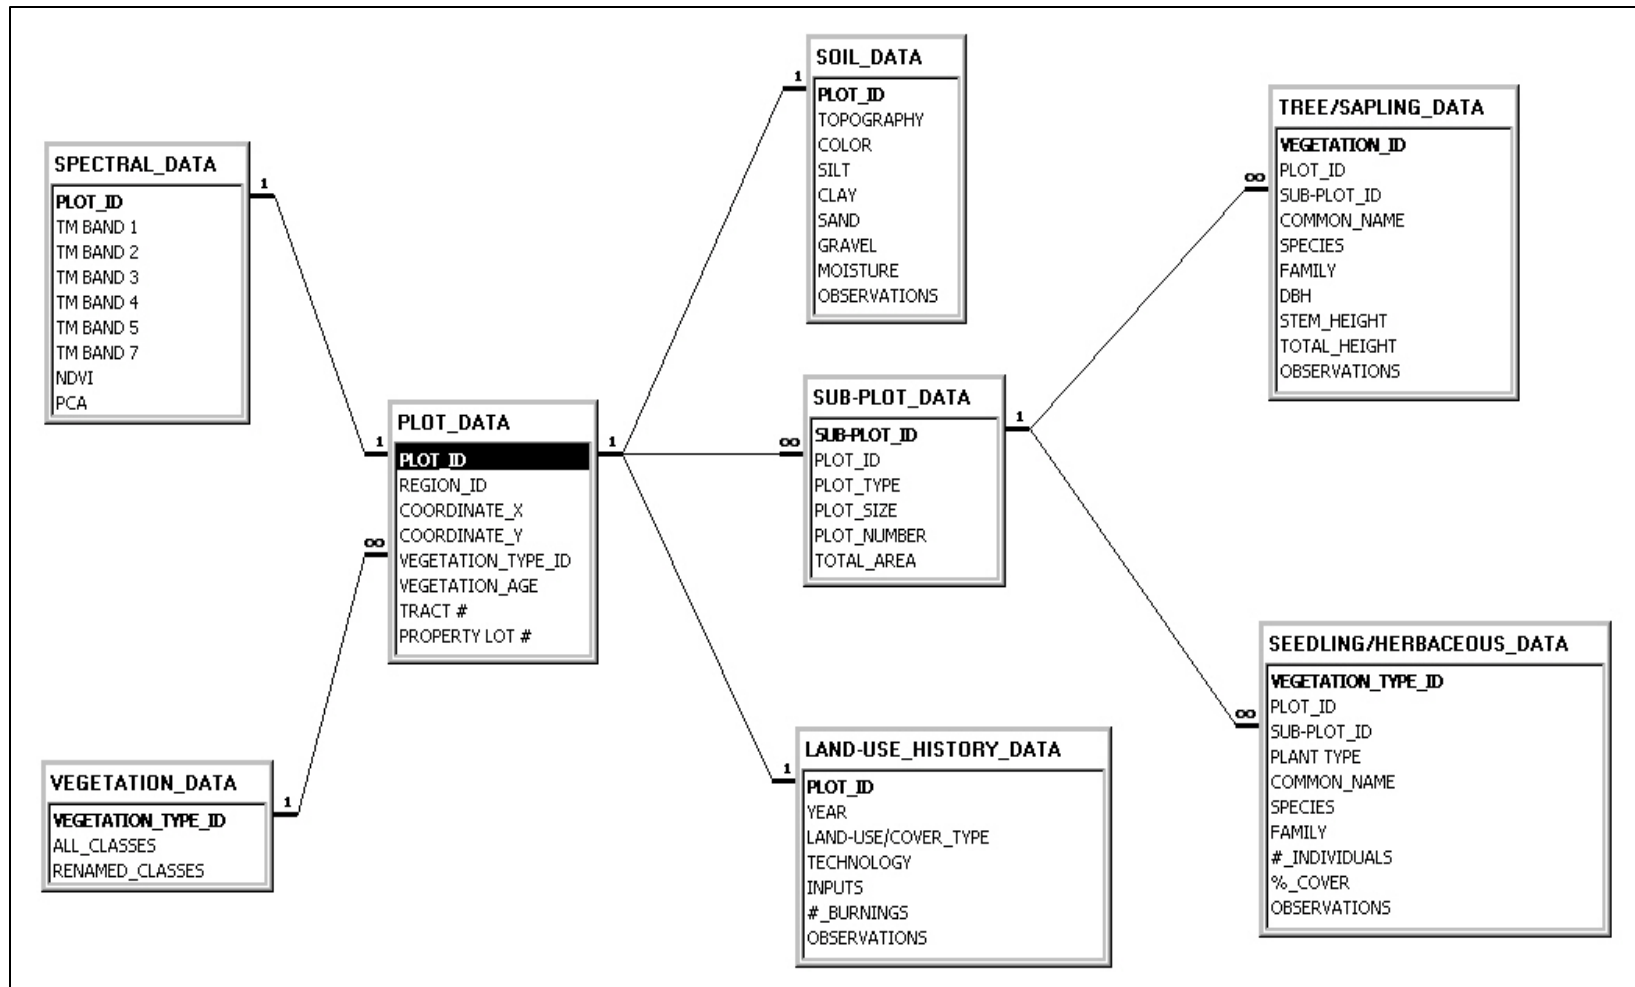 SPECTRAL_DATA
PLOT_ID
TM BAND 1
TM BAND 2
TM BAND 3
TM BAND 4
TM BAND 5
TM BAND 7
NDVI
PCA
1
1
VEGETATION_DATA
VEGETATION_TYPE_ID
ALL_CLASSES
RENAMED_CLASSES
1
∞
PLOT_DATA
PLOT_ID
REGION_ID
COORDINATE_X
COORDINATE_Y
VEGETATION_TYPE_ID
VEGETATION_AGE
TRACT #
PROPERTY LOT #
1
1
SOIL_DATA
PLOT_ID
TOPOGRAPHY
COLOR
SILT
CLAY
SAND
GRAVEL
MOISTURE
OBSERVATIONS
∞
SUB-PLOT_DATA
SUB-PLOT_ID
PLOT_ID
PLOT_TYPE
PLOT_SIZE
PLOT_NUMBER
TOTAL_AREA
1
1
LAND-USE_HISTORY_DATA
PLOT_ID
YEAR
LAND-USE/COVER_TYPE
TECHNOLOGY
INPUTS
#_BURNINGS
OBSERVATIONS
∞
TREE/SAPLING_DATA
VEGETATION_ID
PLOT_ID
SUB-PLOT_ID
COMMON_NAME
SPECIES
FAMILY
DBH
STEM_HEIGHT
TOTAL_HEIGHT
OBSERVATIONS
∞
SEEDLING/HERBACEOUS_DATA
VEGETATION_TYPE_ID
PLOT_ID
SUB-PLOT_ID
PLANT TYPE
COMMON_NAME
SPECIES
FAMILY
#_INDIVIDUALS
%_COVER
OBSERVATIONS